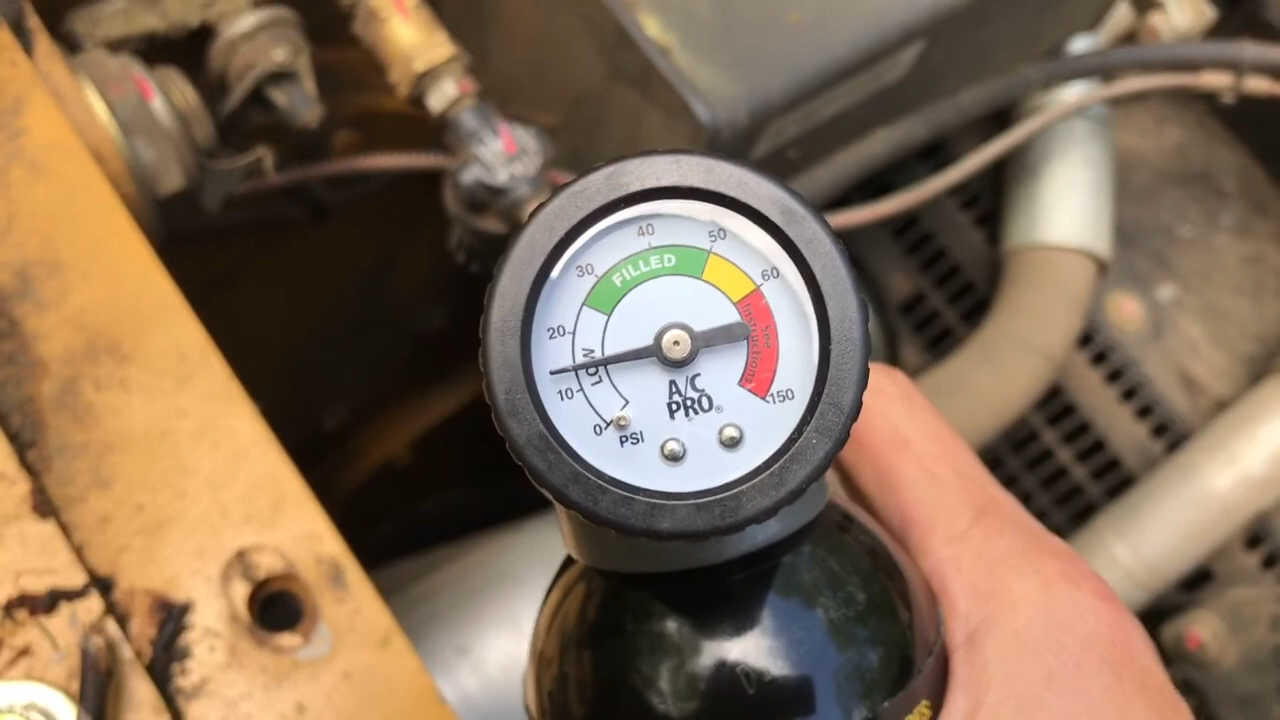 40
50
30
FILLED
60
20
See
Instructions
LOW
10
A/C
PRO®
150
0
PSI